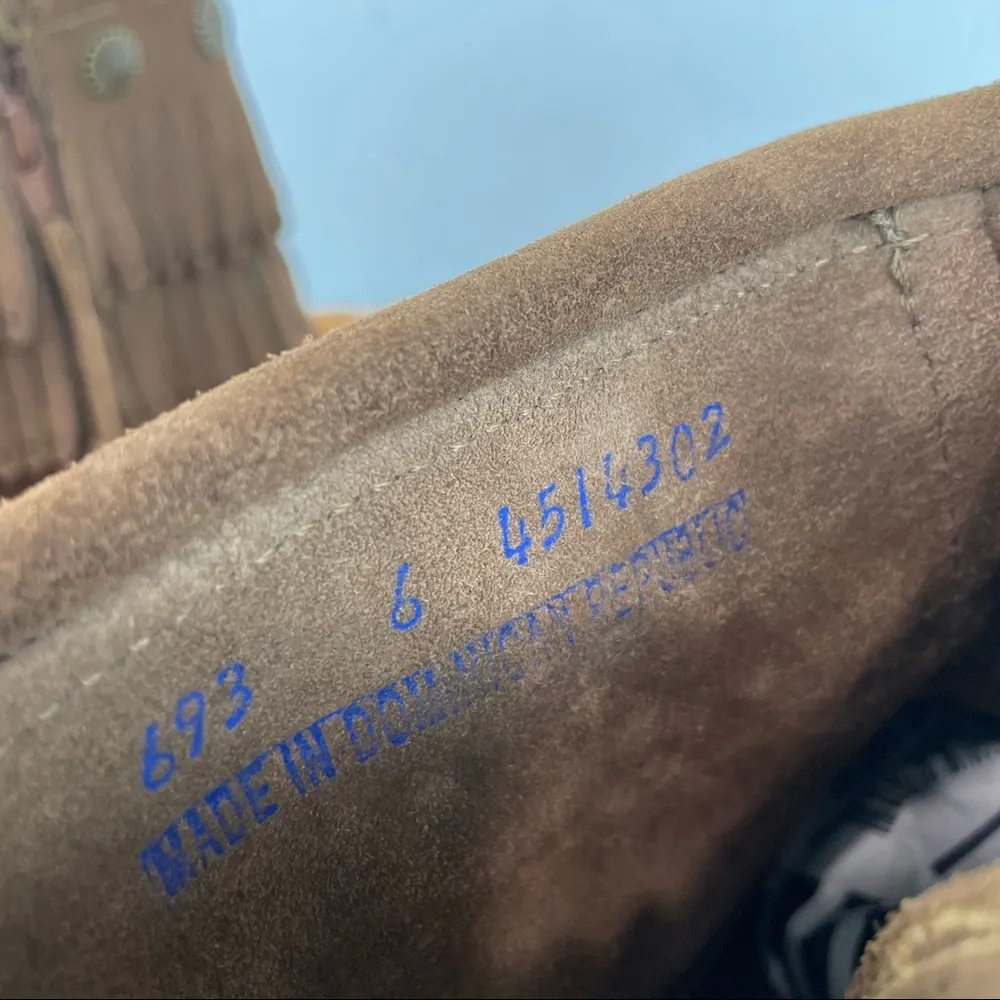 693 6 4514302
MADE IN DOMINICAN REPUBLIC